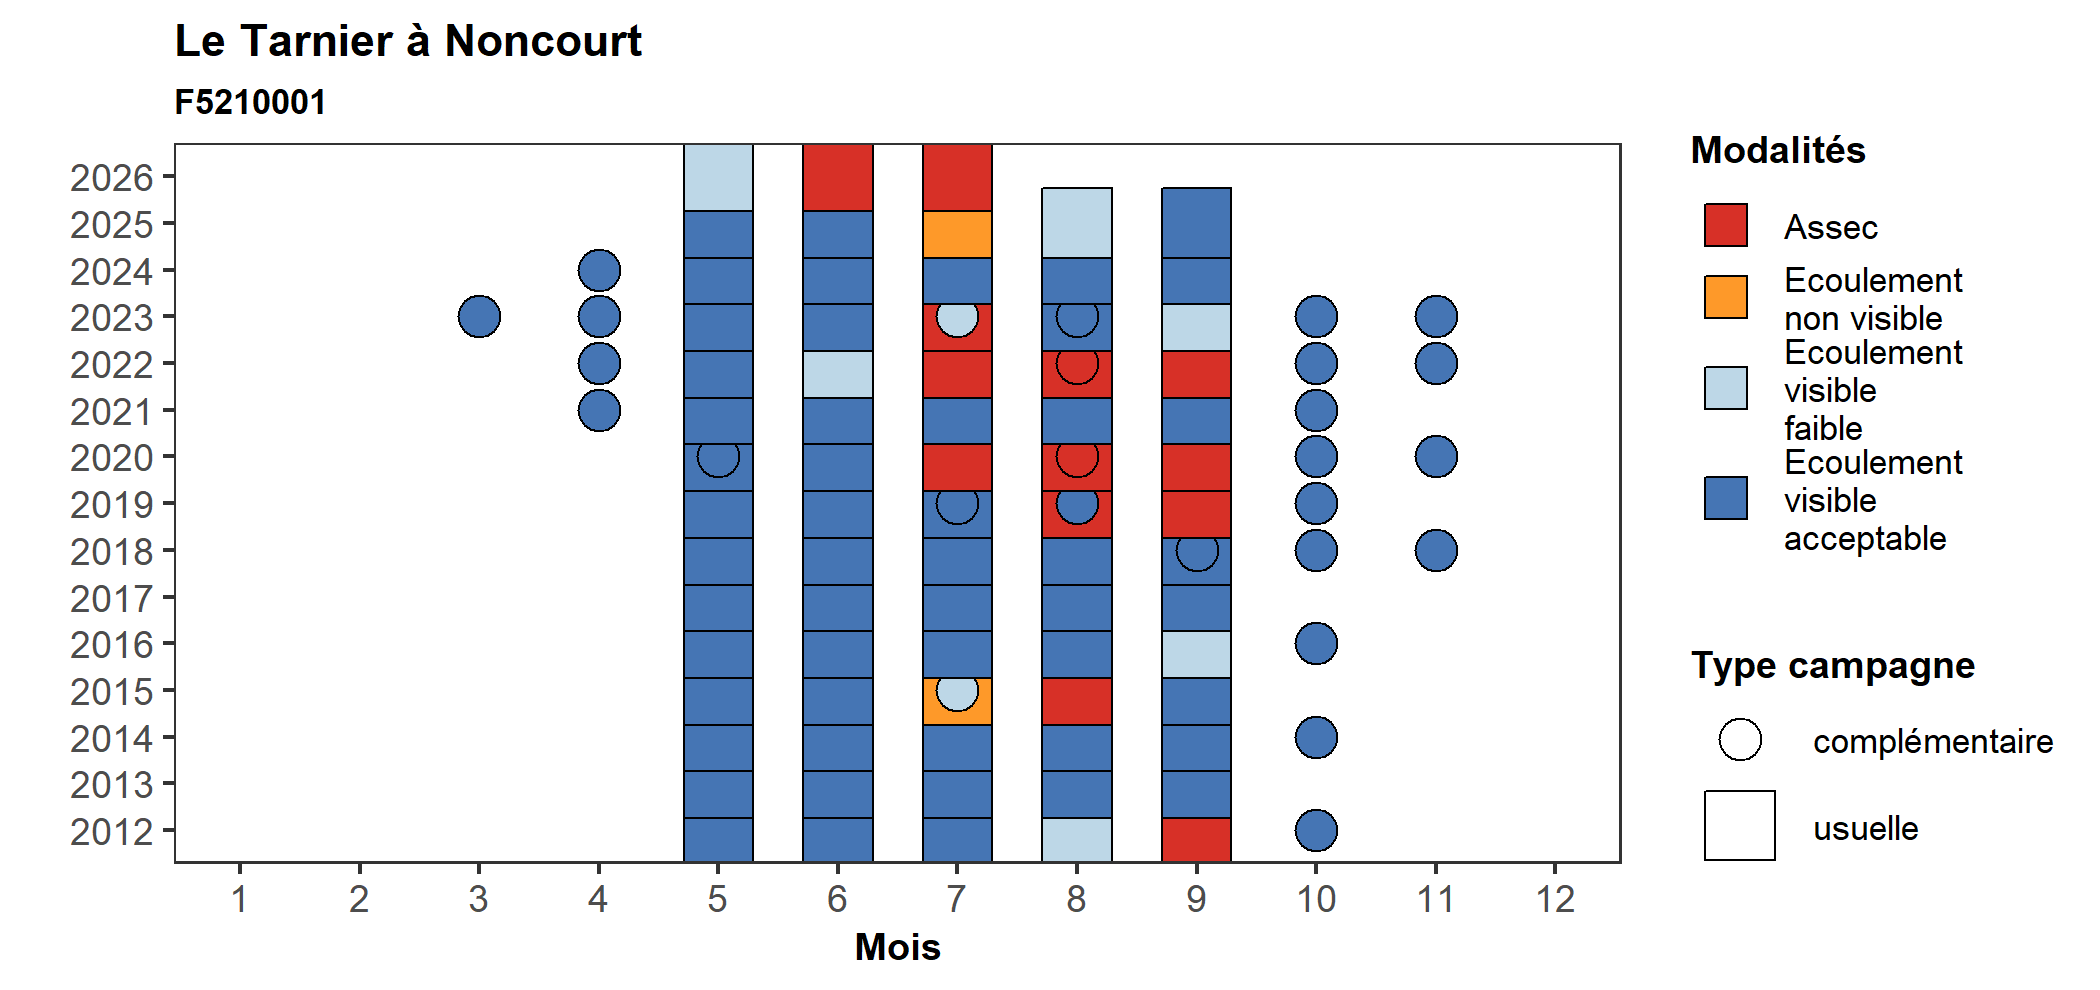 Le Tarnier à Noncourt
F5210001
2026
2025
2024
2023
2022
2021
2020
2019
2018
2017
2016
2015
2014
2013
2012
1 2 3 4 5 6 7 8 9 10 11 12
Mois
Modalités
Assec
Ecoulement
non visible
Ecoulement
visible
faible
Ecoulement
visible
acceptable
Type campagne
complémentaire
usuelle